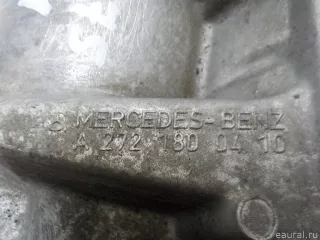 MERCEDES-BENZ
A 272 180 04 10
eaural.ru